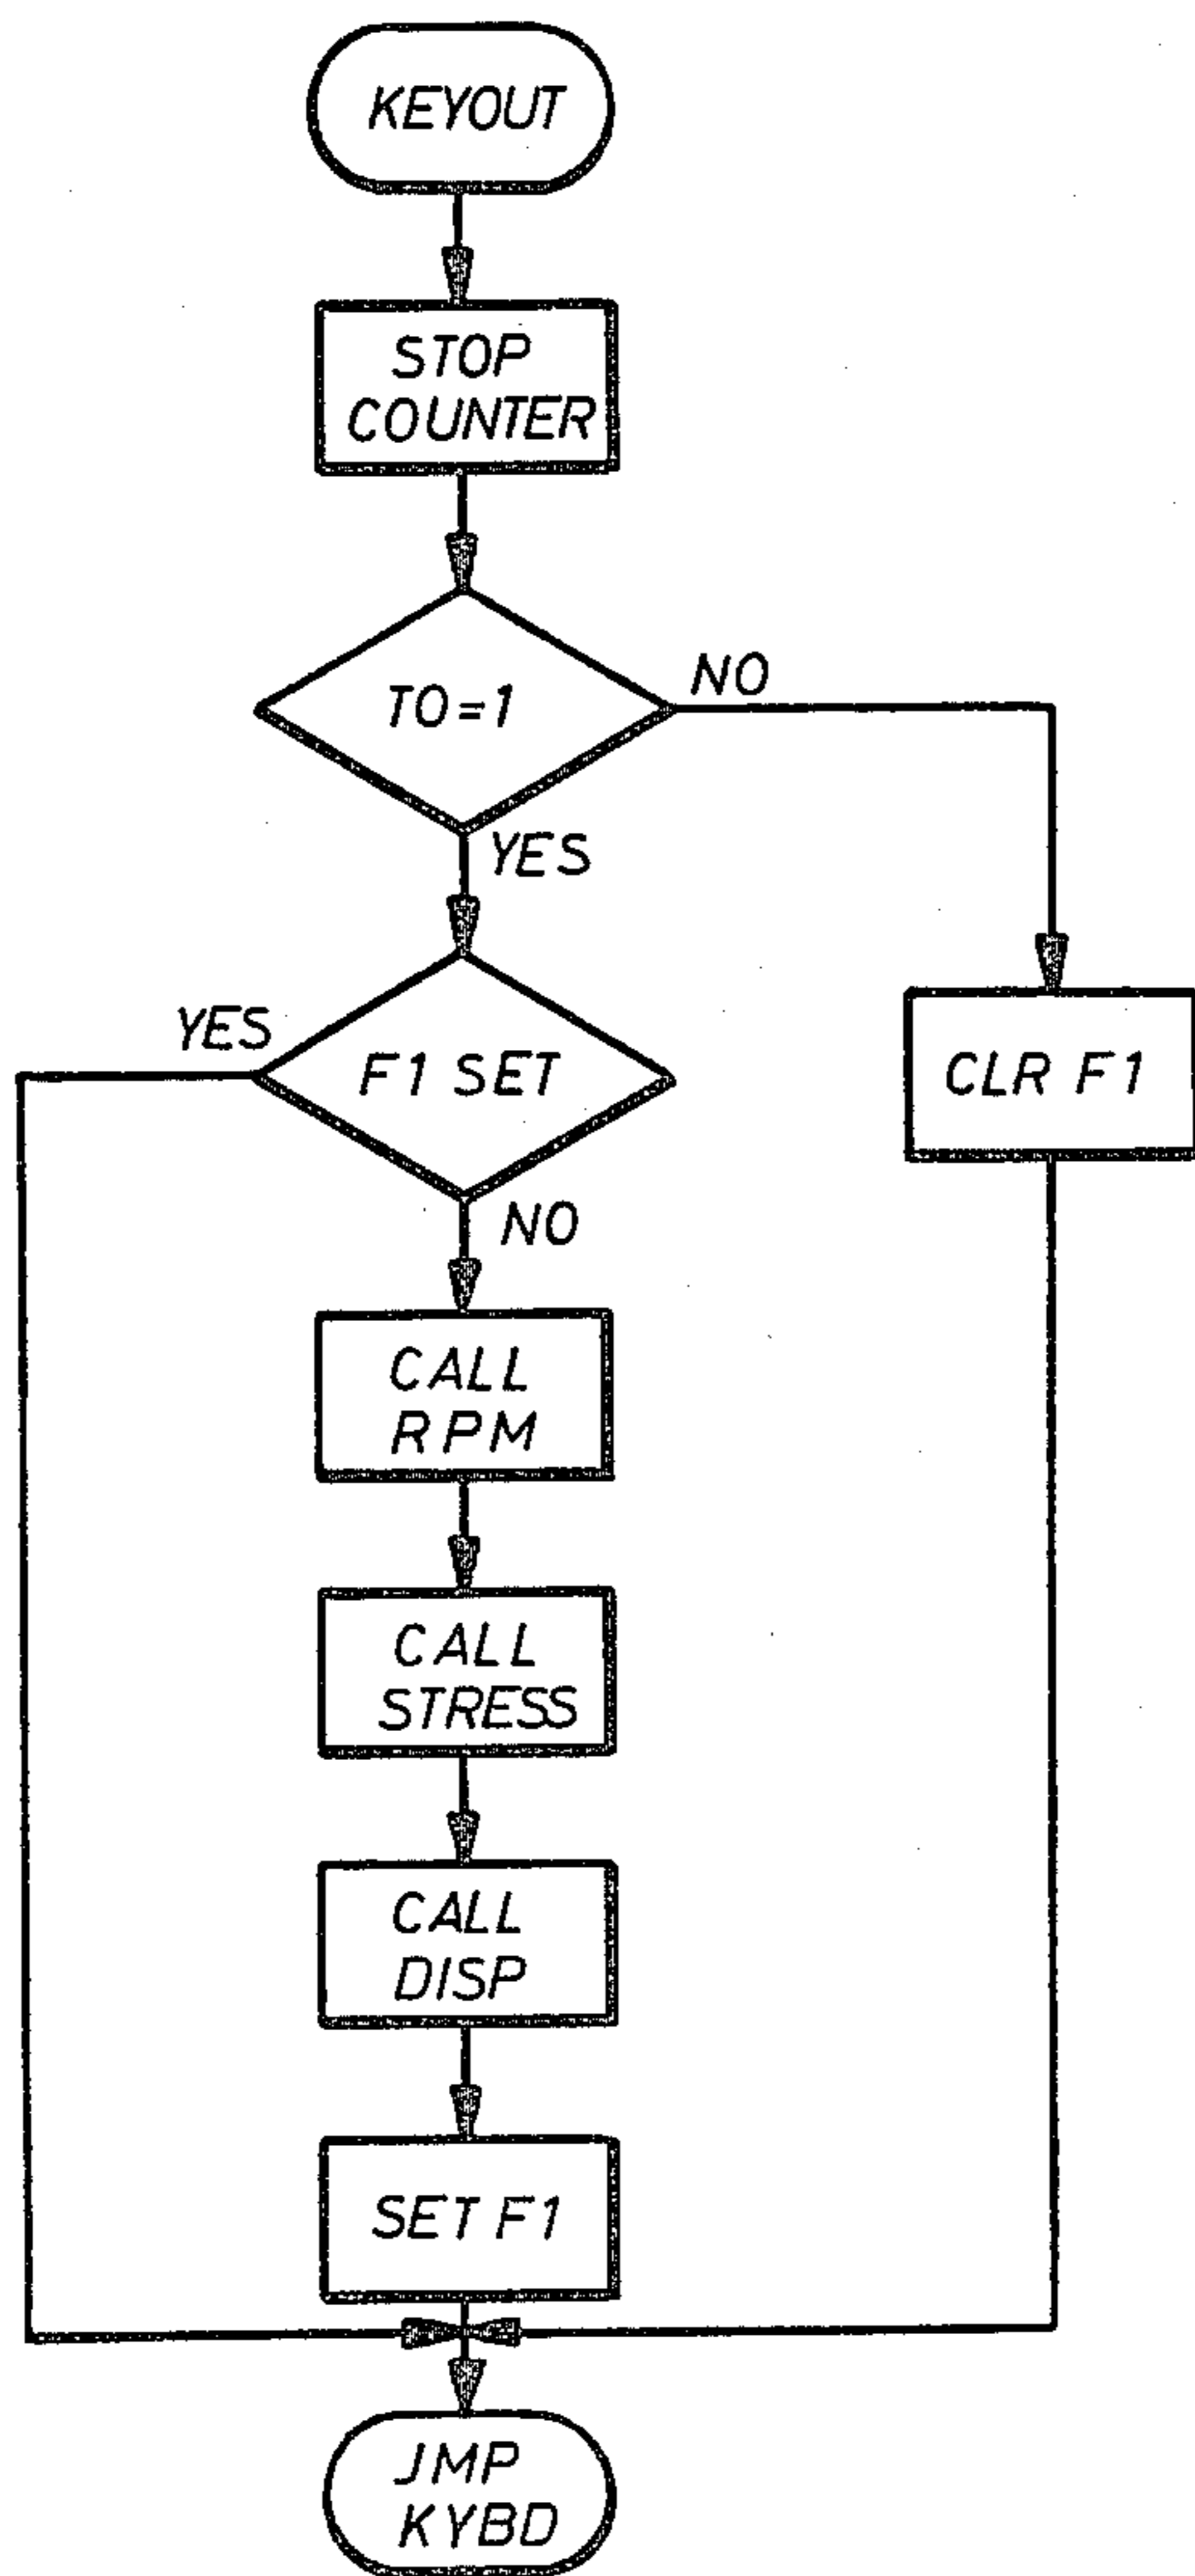 KEYOUT
STOP
COUNTER
TO=1
NO
YES
F1 SET
YES
CLR F1
NO
CALL
RPM
CALL
STRESS
CALL
DISP
SET F1
JMP
KYBD